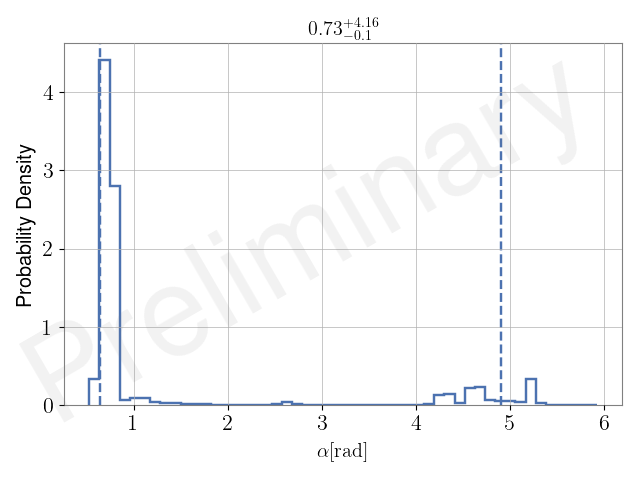 $0.73^{+4.16}_{-0.1}$
Preliminary
Probability Density
4
3
2
1
0
1 2 3 4 5 6
α[rad]